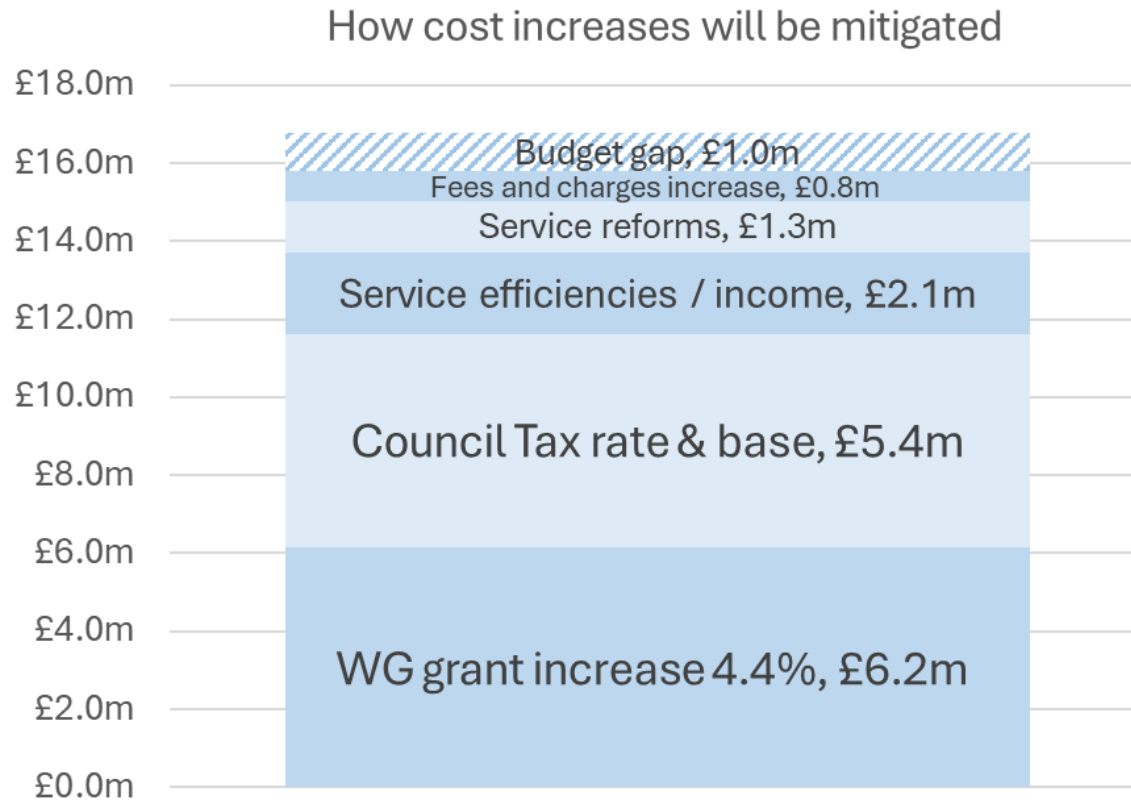 How cost increases will be mitigated
£18.0m
£16.0m
£14.0m
£12.0m
£10.0m
£8.0m
£6.0m
£4.0m
£2.0m
£0.0m
Budget gap, £1.0m
Fees and charges increase, £0.8m
Service reforms, £1.3m
Service efficiencies / income, £2.1m
Council Tax rate & base, £5.4m
WG grant increase 4.4%, £6.2m